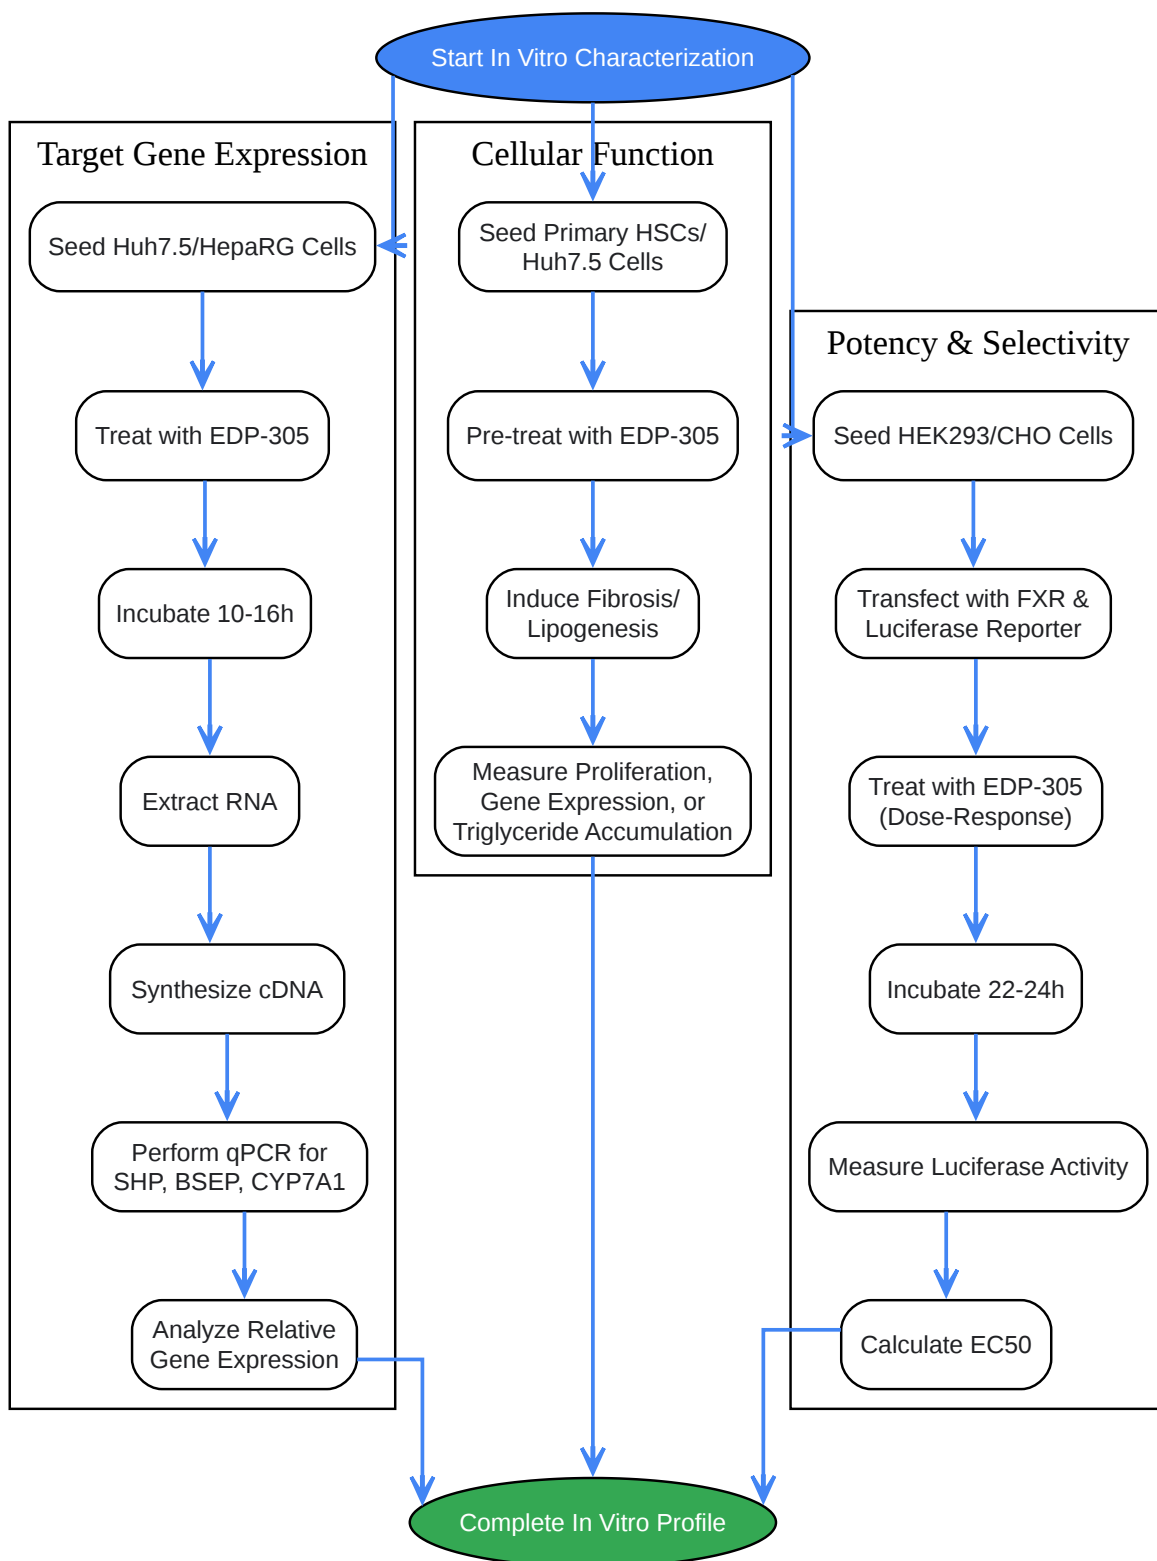 Start In Vitro Characterization
Target Gene Expression
Seed Huh7.5/HepaRG Cells
Treat with EDP-305
Incubate 10-16h
Extract RNA
Synthesize cDNA
Perform qPCR for
SHP, BSEP, CYP7A1
Analyze Relative
Gene Expression
Cellular Function
Seed Primary HSCs/
Huh7.5 Cells
Pre-treat with EDP-305
Induce Fibrosis/
Lipogenesis
Measure Proliferation,
Gene Expression, or
Triglyceride Accumulation
Potency & Selectivity
Seed HEK293/CHO Cells
Transfect with FXR &
Luciferase Reporter
Treat with EDP-305
(Dose-Response)
Incubate 22-24h
Measure Luciferase Activity
Calculate EC50
Complete In Vitro Profile